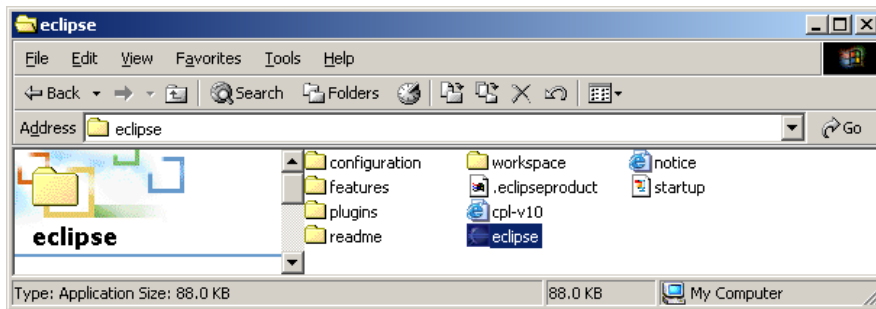 eclipse
File Edit View Favorites Tools Help
Back Search Folders
Address eclipse Go
configuration workspace notice
features .eclipseproduct startup
plugins cpl-v10
readme eclipse
eclipse
Type: Application Size: 88.0 KB 88.0 KB My Computer